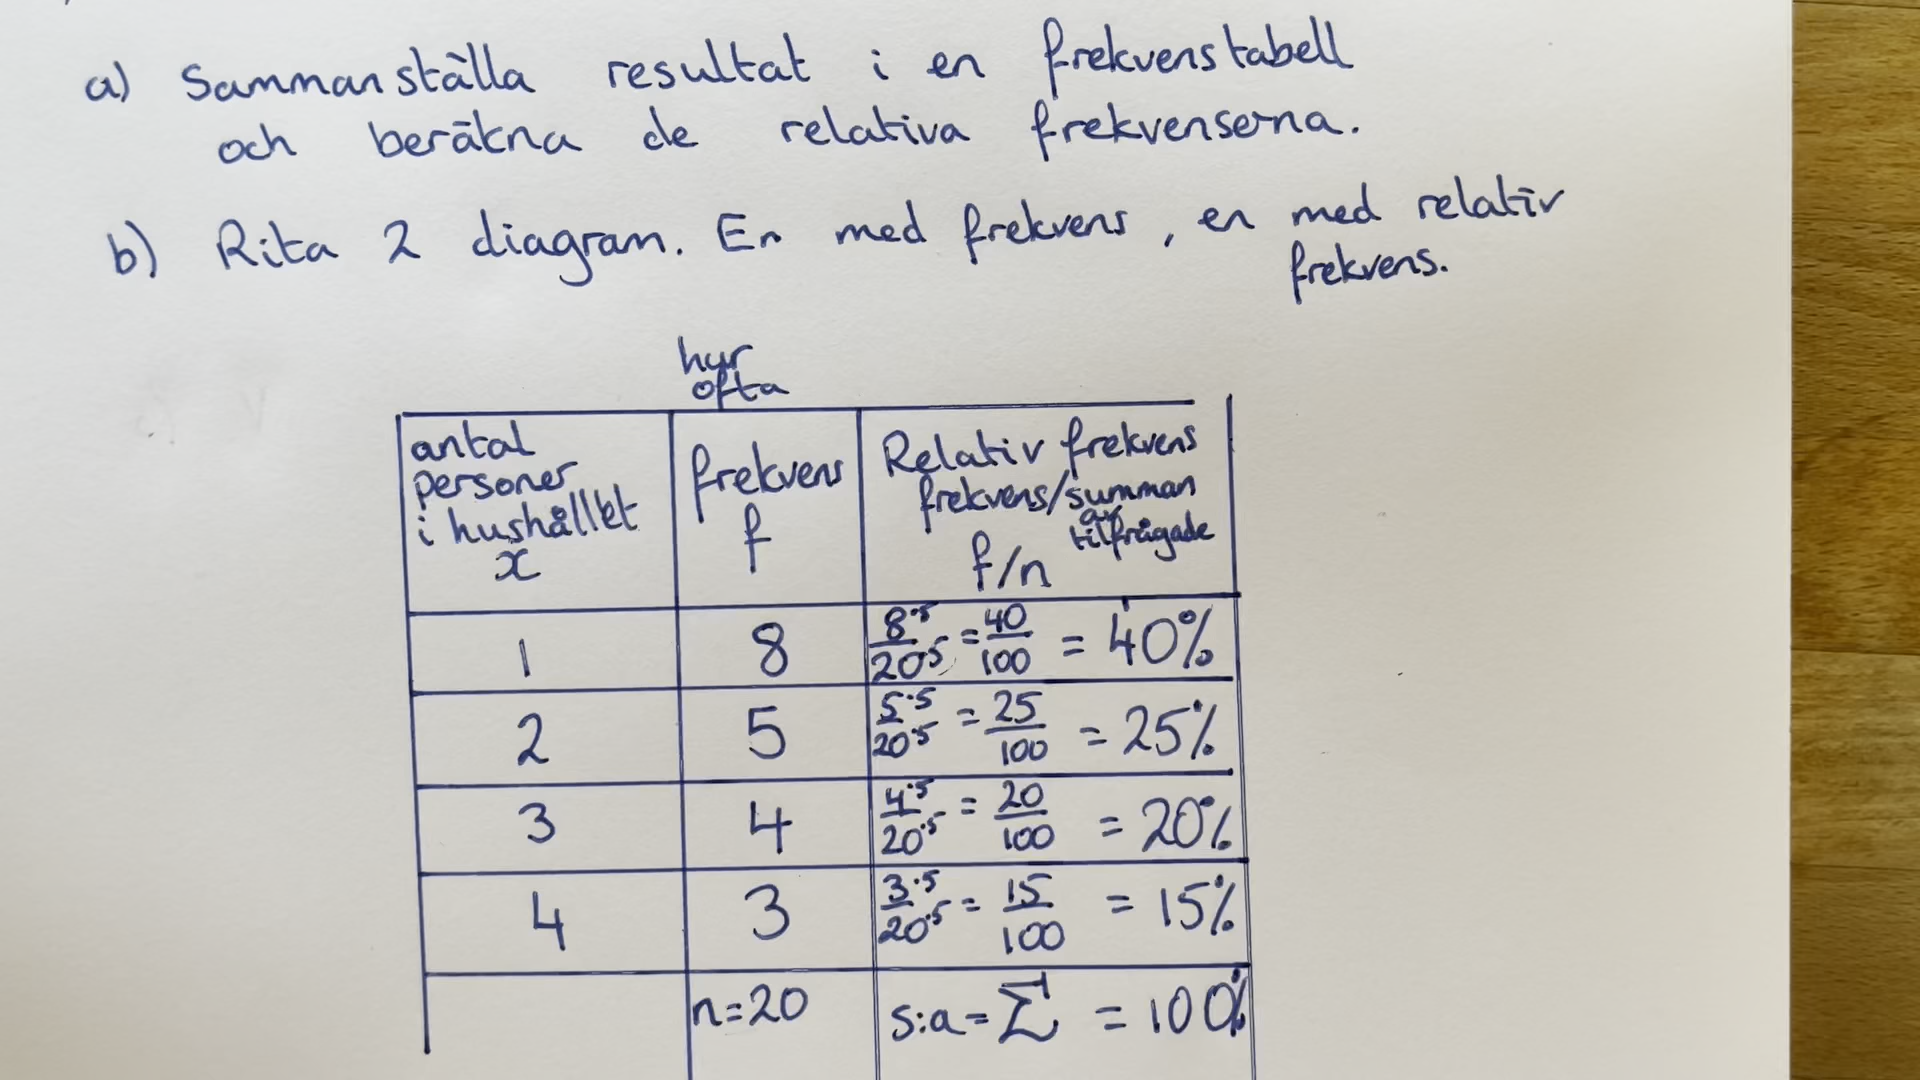 a) Sammanställa resultat i en frekvenstabell
och beräkna de relativa frekvenserna.
b) Rita 2 diagram. En med frekvens, en med relativ
frekvens.
hur
ofta
antal
personer
i hushållet
x
frekvens
f
Relativ frekvens
frekvens/summan
av
tilfrågade
f/n
1 8 8·5/20·5 = 40/100 = 40%
2 5 5·5/20·5 = 25/100 = 25%
3 4 4·5/20·5 = 20/100 = 20%
4 3 3·5/20·5 = 15/100 = 15%
n=20 s:a = Σ = 100%